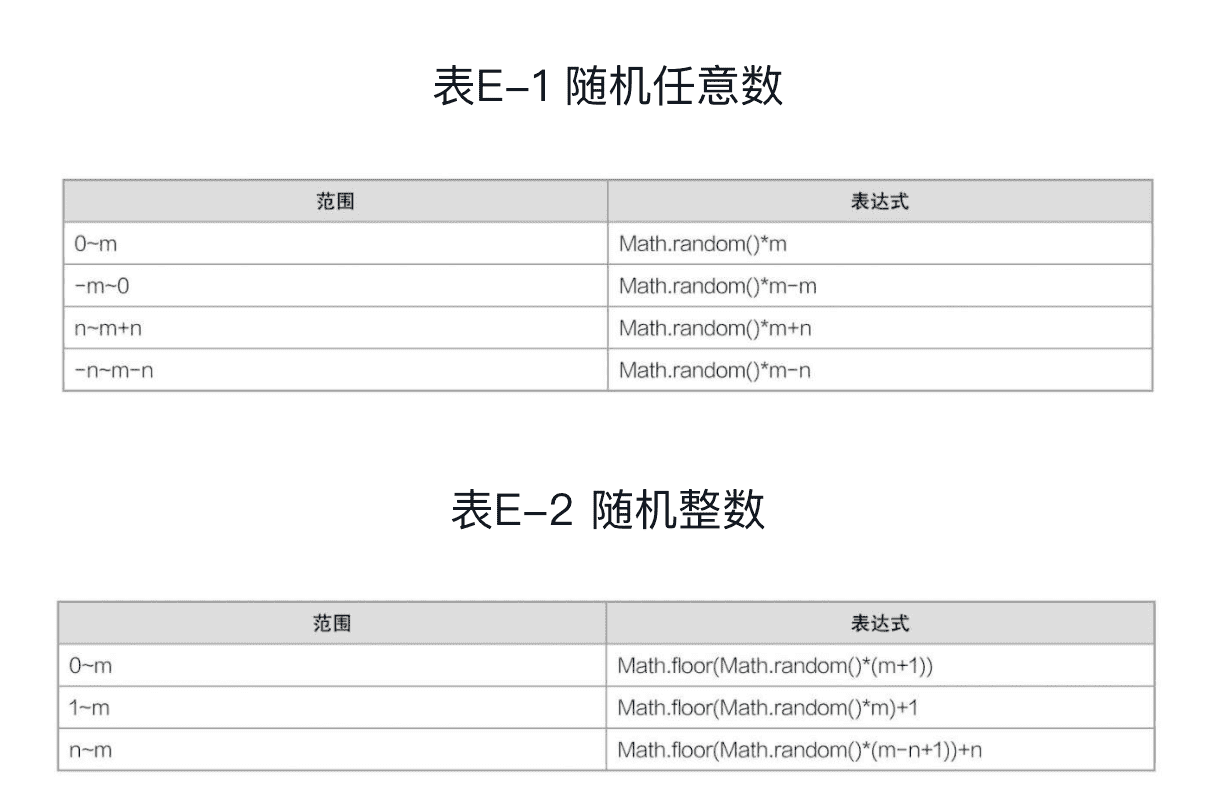 表E-1 随机任意数
范围 表达式
0~m Math.random()*m
-m~0 Math.random()*m-m
n~m+n Math.random()*m+n
-n~m-n Math.random()*m-n
表E-2 随机整数
范围 表达式
0~m Math.floor(Math.random()*(m+1))
1~m Math.floor(Math.random()*m)+1
n~m Math.floor(Math.random()*(m-n+1))+n